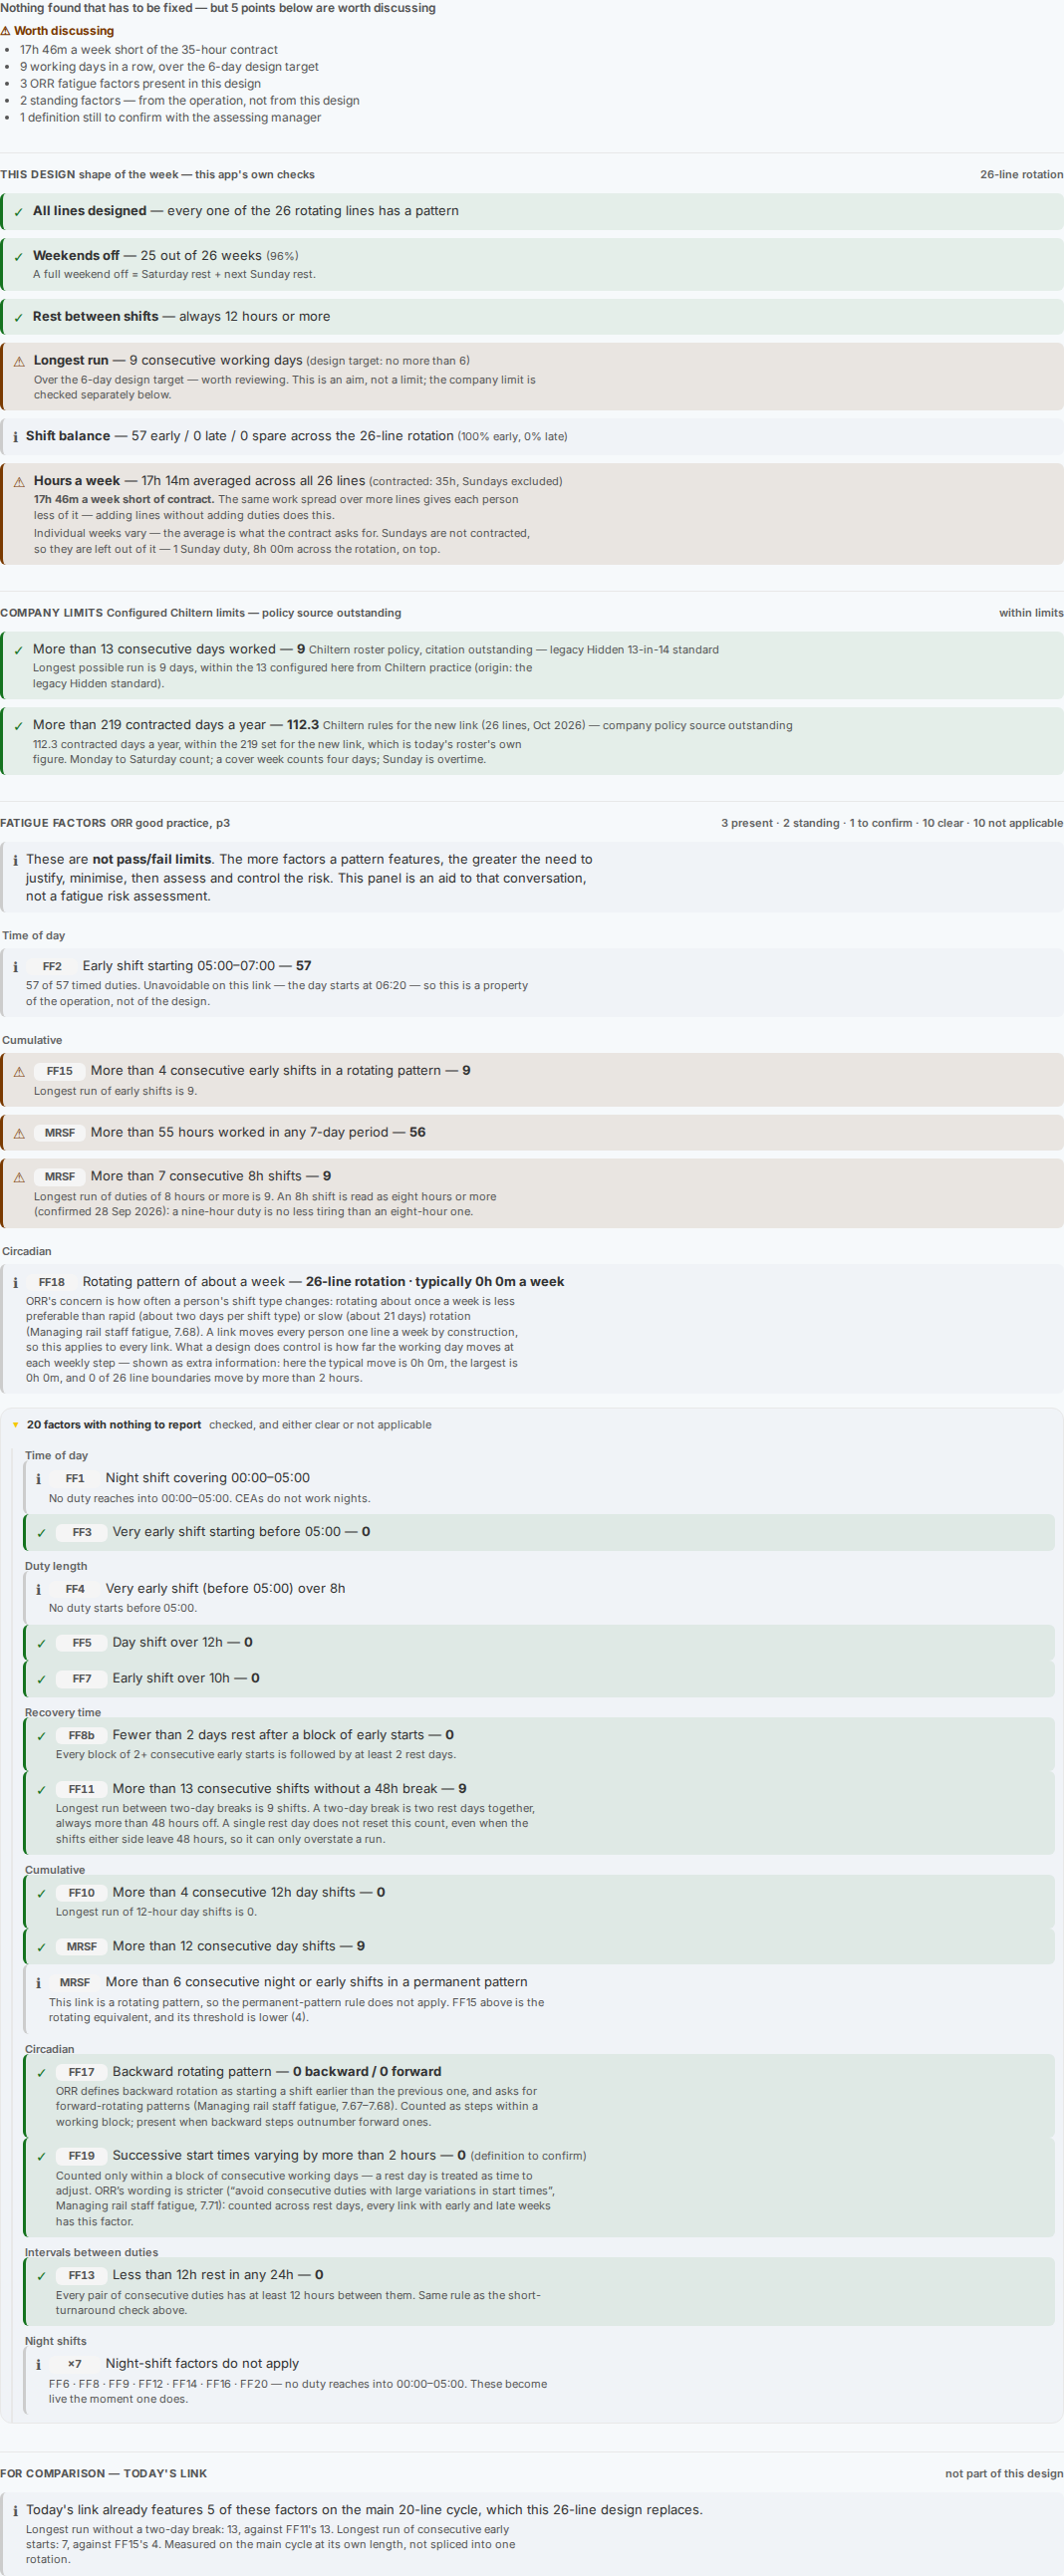 Nothing found that has to be fixed — but 5 points below are worth discussing
⚠ Worth discussing
• 17h 46m a week short of the 35-hour contract
• 9 working days in a row, over the 6-day design target
• 3 ORR fatigue factors present in this design
• 2 standing factors — from the operation, not from this design
• 1 definition still to confirm with the assessing manager
THIS DESIGN shape of the week — this app's own checks
26-line rotation
✓ All lines designed — every one of the 26 rotating lines has a pattern
✓ Weekends off — 25 out of 26 weeks (96%)
A full weekend off = Saturday rest + next Sunday rest.
✓ Rest between shifts — always 12 hours or more
⚠ Longest run — 9 consecutive working days (design target: no more than 6)
Over the 6-day design target — worth reviewing. This is an aim, not a limit; the company limit is
checked separately below.
ℹ Shift balance — 57 early / 0 late / 0 spare across the 26-line rotation (100% early, 0% late)
⚠ Hours a week — 17h 14m averaged across all 26 lines (contracted: 35h, Sundays excluded)
17h 46m a week short of contract. The same work spread over more lines gives each person
less of it — adding lines without adding duties does this.
Individual weeks vary — the average is what the contract asks for. Sundays are not contracted,
so they are left out of it — 1 Sunday duty, 8h 00m across the rotation, on top.
COMPANY LIMITS Configured Chiltern limits — policy source outstanding
within limits
✓ More than 13 consecutive days worked — 9 Chiltern roster policy, citation outstanding — legacy Hidden 13-in-14 standard
Longest possible run is 9 days, within the 13 configured here from Chiltern practice (origin: the
legacy Hidden standard).
✓ More than 219 contracted days a year — 112.3 Chiltern rules for the new link (26 lines, Oct 2026) — company policy source outstanding
112.3 contracted days a year, within the 219 set for the new link, which is today's roster's own
figure. Monday to Saturday count; a cover week counts four days; Sunday is overtime.
FATIGUE FACTORS ORR good practice, p3
3 present · 2 standing · 1 to confirm · 10 clear · 10 not applicable
ℹ These are not pass/fail limits. The more factors a pattern features, the greater the need to
justify, minimise, then assess and control the risk. This panel is an aid to that conversation,
not a fatigue risk assessment.
Time of day
ℹ FF2 Early shift starting 05:00–07:00 — 57
57 of 57 timed duties. Unavoidable on this link — the day starts at 06:20 — so this is a property
of the operation, not of the design.
Cumulative
⚠ FF15 More than 4 consecutive early shifts in a rotating pattern — 9
Longest run of early shifts is 9.
⚠ MRSF More than 55 hours worked in any 7-day period — 56
⚠ MRSF More than 7 consecutive 8h shifts — 9
Longest run of duties of 8 hours or more is 9. An 8h shift is read as eight hours or more
(confirmed 28 Sep 2026): a nine-hour duty is no less tiring than an eight-hour one.
Circadian
ℹ FF18 Rotating pattern of about a week — 26-line rotation · typically 0h 0m a week
ORR's concern is how often a person's shift type changes: rotating about once a week is less
preferable than rapid (about two days per shift type) or slow (about 21 days) rotation
(Managing rail staff fatigue, 7.68). A link moves every person one line a week by construction,
so this applies to every link. What a design does control is how far the working day moves at
each weekly step — shown as extra information: here the typical move is 0h 0m, the largest is
0h 0m, and 0 of 26 line boundaries move by more than 2 hours.
▾ 20 factors with nothing to report checked, and either clear or not applicable
Time of day
ℹ FF1 Night shift covering 00:00–05:00
No duty reaches into 00:00–05:00. CEAs do not work nights.
✓ FF3 Very early shift starting before 05:00 — 0
Duty length
ℹ FF4 Very early shift (before 05:00) over 8h
No duty starts before 05:00.
✓ FF5 Day shift over 12h — 0
✓ FF7 Early shift over 10h — 0
Recovery time
✓ FF8b Fewer than 2 days rest after a block of early starts — 0
Every block of 2+ consecutive early starts is followed by at least 2 rest days.
✓ FF11 More than 13 consecutive shifts without a 48h break — 9
Longest run between two-day breaks is 9 shifts. A two-day break is two rest days together,
always more than 48 hours off. A single rest day does not reset this count, even when the
shifts either side leave 48 hours, so it can only overstate a run.
Cumulative
✓ FF10 More than 4 consecutive 12h day shifts — 0
Longest run of 12-hour day shifts is 0.
✓ MRSF More than 12 consecutive day shifts — 9
ℹ MRSF More than 6 consecutive night or early shifts in a permanent pattern
This link is a rotating pattern, so the permanent-pattern rule does not apply. FF15 above is the
rotating equivalent, and its threshold is lower (4).
Circadian
✓ FF17 Backward rotating pattern — 0 backward / 0 forward
ORR defines backward rotation as starting a shift earlier than the previous one, and asks for
forward-rotating patterns (Managing rail staff fatigue, 7.67–7.68). Counted as steps within a
working block; present when backward steps outnumber forward ones.
✓ FF19 Successive start times varying by more than 2 hours — 0 (definition to confirm)
Counted only within a block of consecutive working days — a rest day is treated as time to
adjust. ORR's wording is stricter (“avoid consecutive duties with large variations in start times”,
Managing rail staff fatigue, 7.71): counted across rest days, every link with early and late weeks
has this factor.
Intervals between duties
✓ FF13 Less than 12h rest in any 24h — 0
Every pair of consecutive duties has at least 12 hours between them. Same rule as the short-
turnaround check above.
Night shifts
ℹ ×7 Night-shift factors do not apply
FF6 · FF8 · FF9 · FF12 · FF14 · FF16 · FF20 — no duty reaches into 00:00–05:00. These become
live the moment one does.
FOR COMPARISON — TODAY'S LINK
not part of this design
ℹ Today's link already features 5 of these factors on the main 20-line cycle, which this 26-line design replaces.
Longest run without a two-day break: 13, against FF11's 13. Longest run of consecutive early
starts: 7, against FF15's 4. Measured on the main cycle at its own length, not spliced into one
rotation.